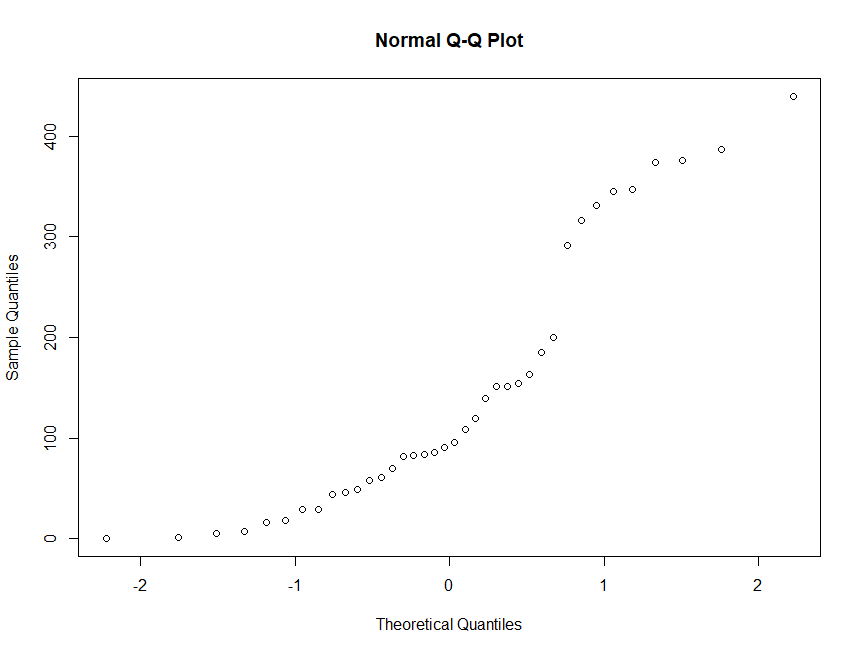 Normal Q-Q Plot
Sample Quantiles
400
300
200
100
0
-2 -1 0 1 2
Theoretical Quantiles